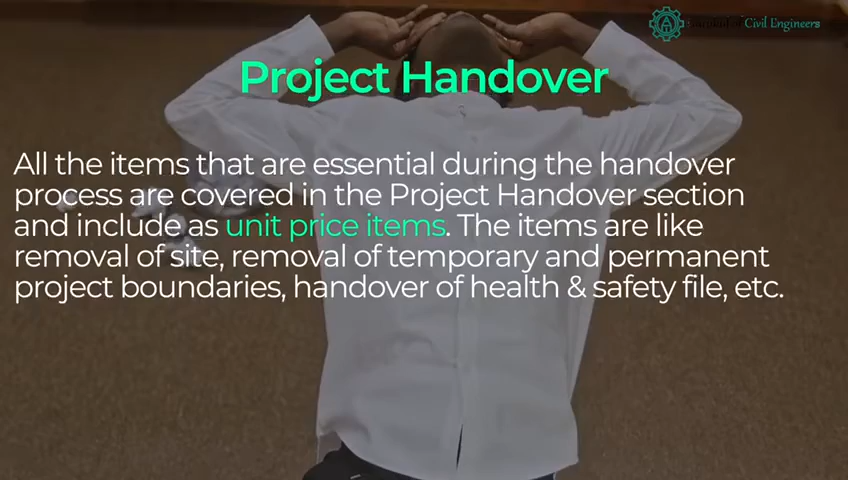 Civil Engineers
Project Handover
All the items that are essential during the handover
process are covered in the Project Handover section
and include as unit price items. The items are like
removal of site, removal of temporary and permanent
project boundaries, handover of health & safety file, etc.